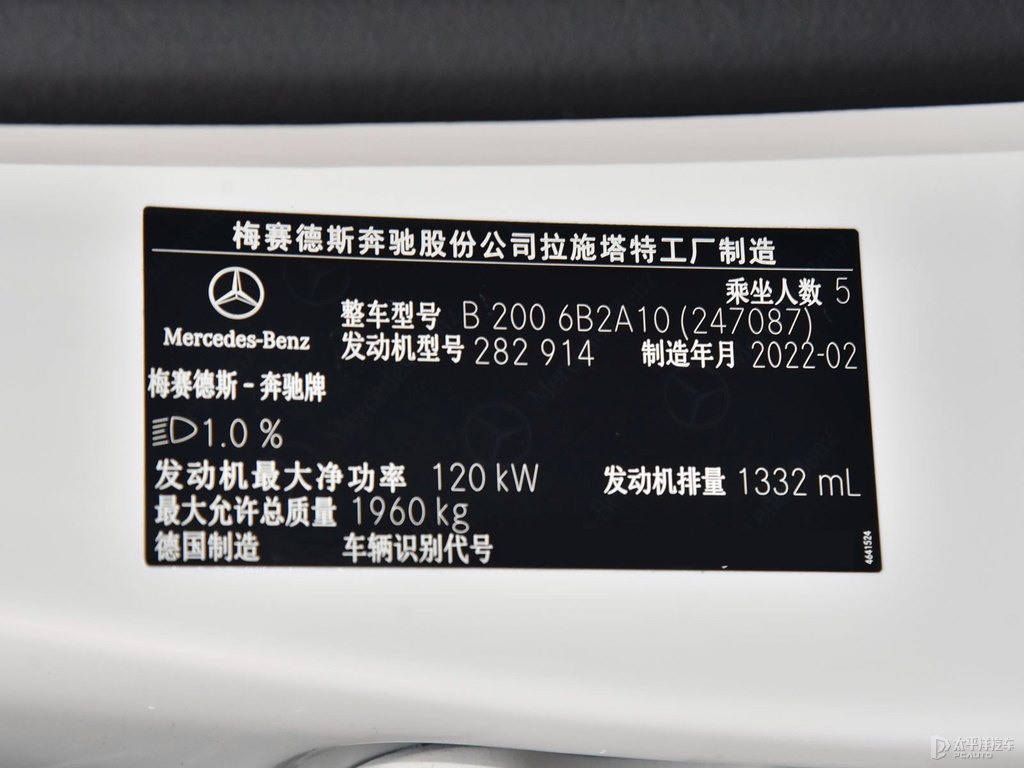 梅赛德斯奔驰股份公司拉施塔特工厂制造
乘坐人数 5
Mercedes-Benz
整车型号 B 200 6B2A10 (247087)
发动机型号 282 914 制造年月 2022-02
梅赛德斯-奔驰牌
1.0 %
发动机最大净功率 120 kW 发动机排量 1332 mL
最大允许总质量 1960 kg
德国制造 车辆识别代号
4641524
太平洋汽车
PCAUTO